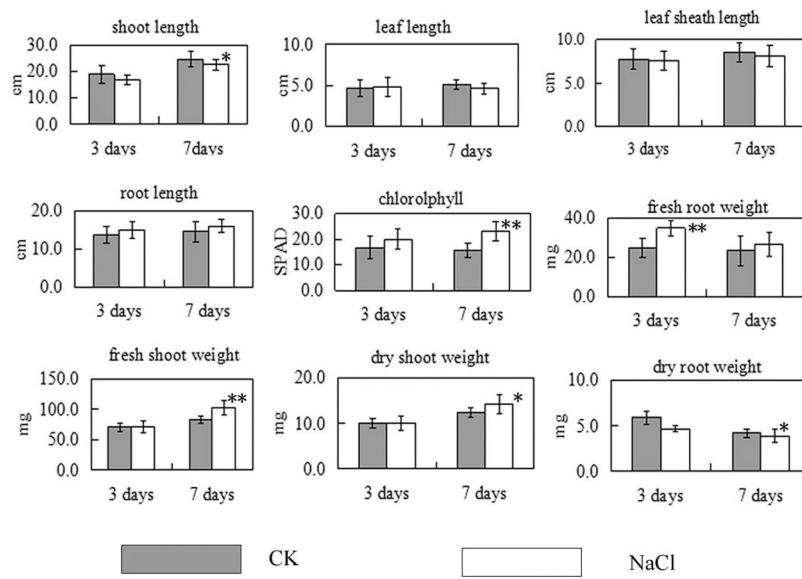 shoot length
30.0
20.0
10.0
0.0
cm
*
3 days 7days
leaf length
10.0
5.0
0.0
cm
3 days 7 days
leaf sheath length
10.0
5.0
0.0
cm
3 days 7 days
root length
20.0
10.0
0.0
cm
3 days 7 days
chlorolphyll
30.0
20.0
10.0
0.0
SPAD
**
3 days 7 days
fresh root weight
40.0
20.0
0.0
mg
**
3 days 7 days
fresh shoot weight
150.0
100.0
50.0
0.0
mg
**
3 days 7 days
dry shoot weight
20.0
10.0
0.0
mg
*
3 days 7 days
dry root weight
10.0
5.0
0.0
mg
*
3 days 7 days
CK NaCl